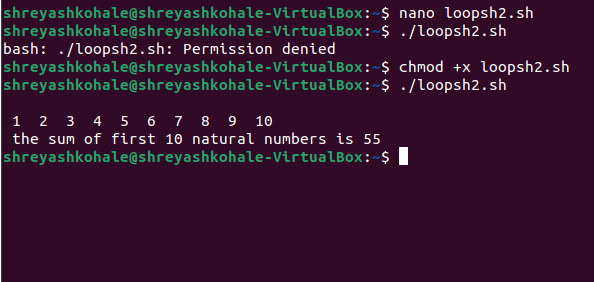 shreyashkohale@shreyashkohale-VirtualBox:~$ nano loopsh2.sh
shreyashkohale@shreyashkohale-VirtualBox:~$ ./loopsh2.sh
bash: ./loopsh2.sh: Permission denied
shreyashkohale@shreyashkohale-VirtualBox:~$ chmod +x loopsh2.sh
shreyashkohale@shreyashkohale-VirtualBox:~$ ./loopsh2.sh
1 2 3 4 5 6 7 8 9 10
the sum of first 10 natural numbers is 55
shreyashkohale@shreyashkohale-VirtualBox:~$